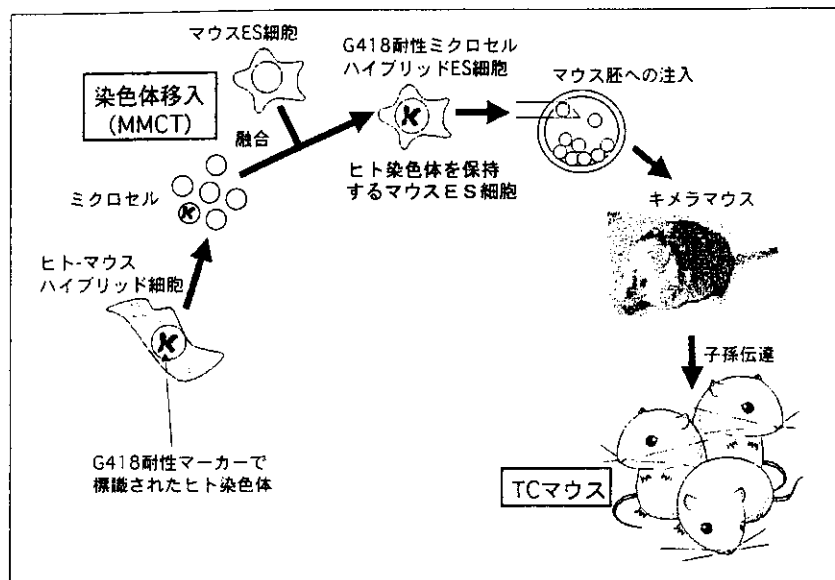 マウスES細胞
染色体移入
(MMCT)
融合
G418耐性ミクロセル
ハイブリッドES細胞
マウス胚への注入
ヒト染色体を保持
するマウスES細胞
ミクロセル
キメラマウス
ヒト-マウス
ハイブリッド細胞
子孫伝達
G418耐性マーカーで
標識されたヒト染色体
TCマウス